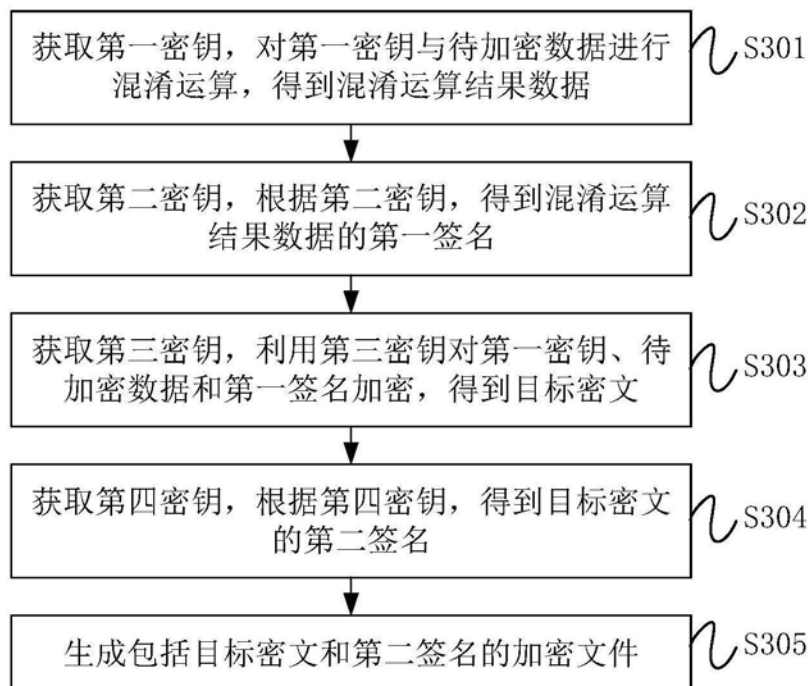 获取第一密钥，对第一密钥与待加密数据进行
混淆运算，得到混淆运算结果数据
S301
获取第二密钥，根据第二密钥，得到混淆运算
结果数据的第一签名
S302
获取第三密钥，利用第三密钥对第一密钥、待
加密数据和第一签名加密，得到目标密文
S303
获取第四密钥，根据第四密钥，得到目标密文
的第二签名
S304
生成包括目标密文和第二签名的加密文件
S305